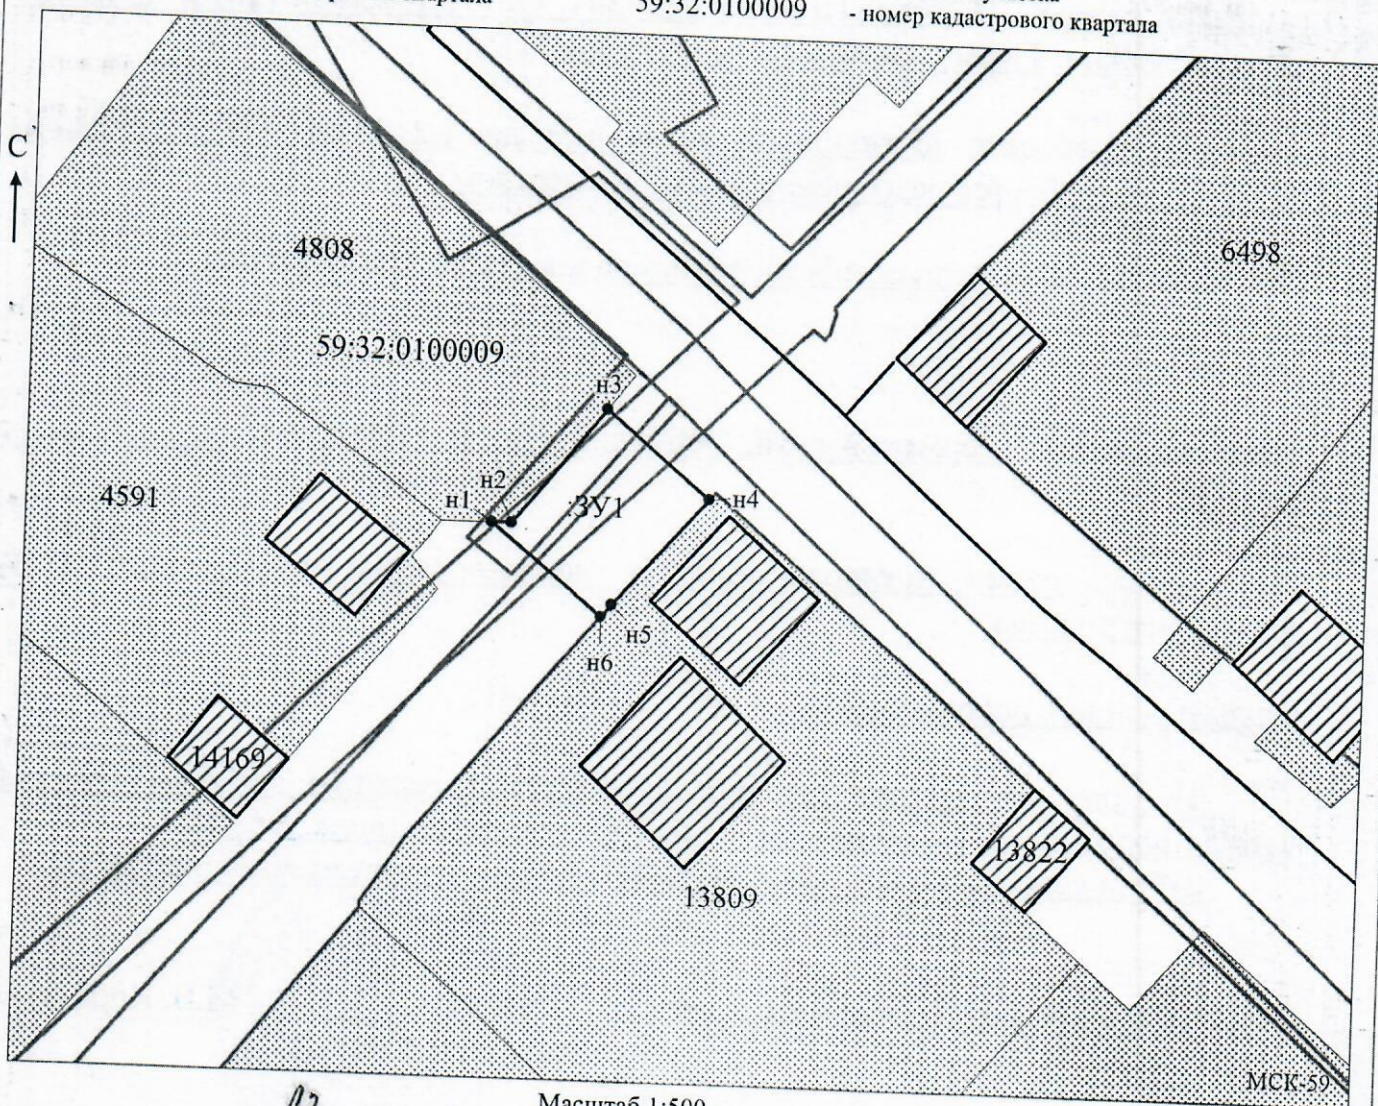 квартала
59:32:0100009
- номер кадастрового квартала
С
4808
6498
59:32:0100009
н3
4591
н2
н1
:ЗУ1
н4
н5
н6
14169
13822
13809
МСК-59
Масштаб 1:500